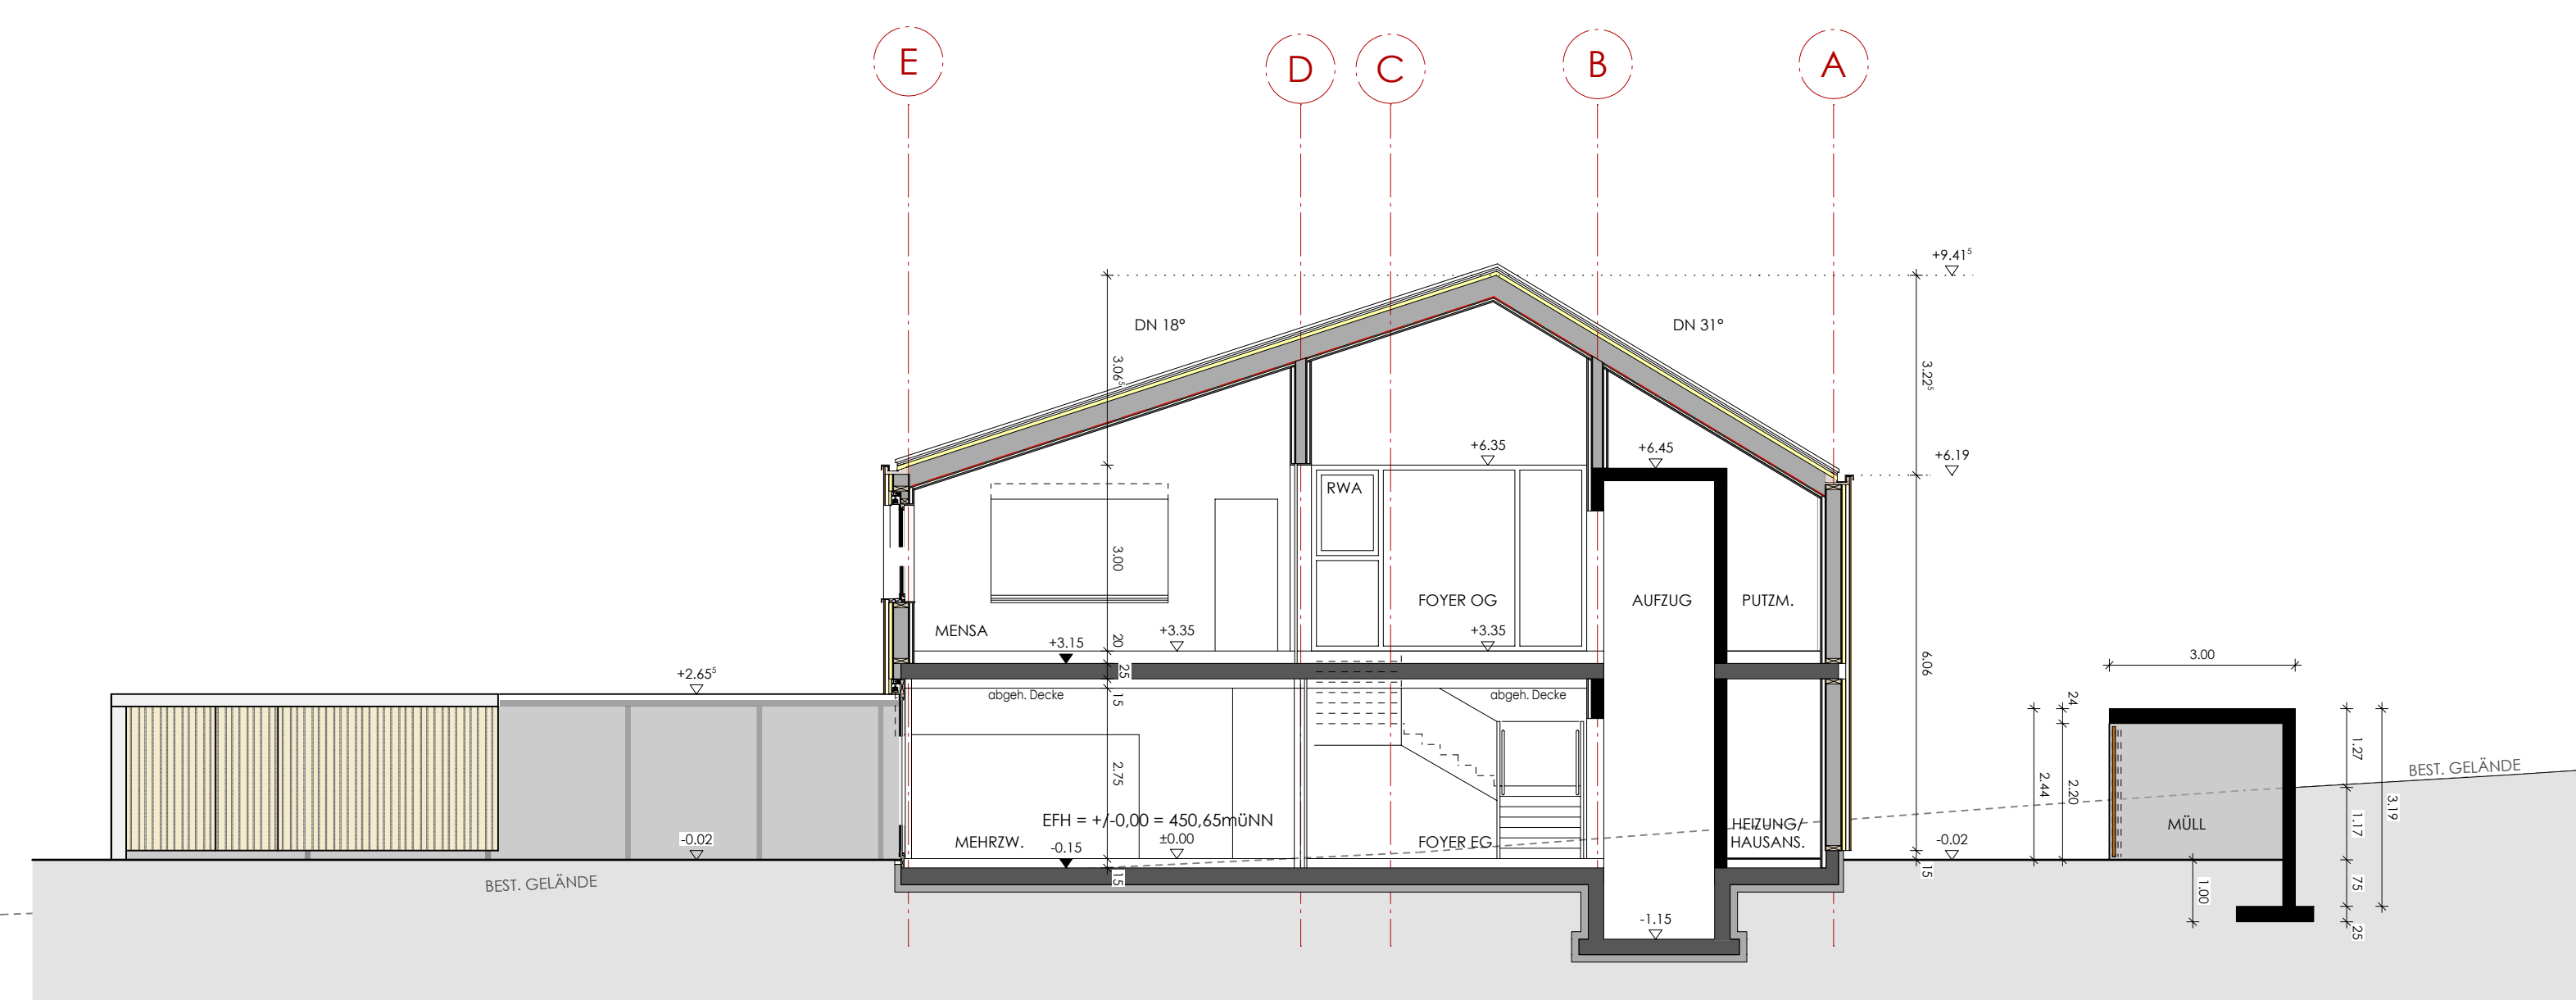 E
D
C
B
A
+9.41⁵
DN 18°
DN 31°
3.06⁵
3.22⁵
+6.35
+6.45
+6.19
RWA
3.00
FOYER OG
AUFZUG
PUTZM.
MENSA
+3.15
+3.35
+3.35
20
25
6.06
+2.65⁵
abgeh. Decke
abgeh. Decke
15
3.00
24
1.27
BEST. GELÄNDE
2.75
2.44
2.20
3.19
EFH = +/-0,00 = 450,65müNN
HEIZUNG/
HAUSANS.
MÜLL
1.17
-0.02
MEHRZW.
-0.15
±0.00
FOYER EG
-0.02
15
15
BEST. GELÄNDE
1.00
75
-1.15
25